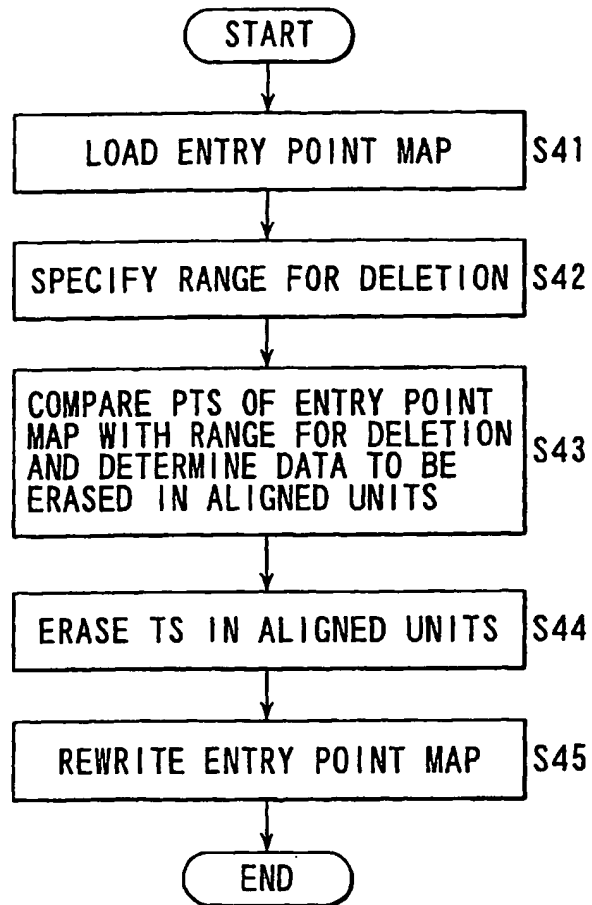 START
LOAD ENTRY POINT MAP S41
SPECIFY RANGE FOR DELETION S42
COMPARE PTS OF ENTRY POINT
MAP WITH RANGE FOR DELETION
AND DETERMINE DATA TO BE
ERASED IN ALIGNED UNITS
S43
ERASE TS IN ALIGNED UNITS S44
REWRITE ENTRY POINT MAP S45
END